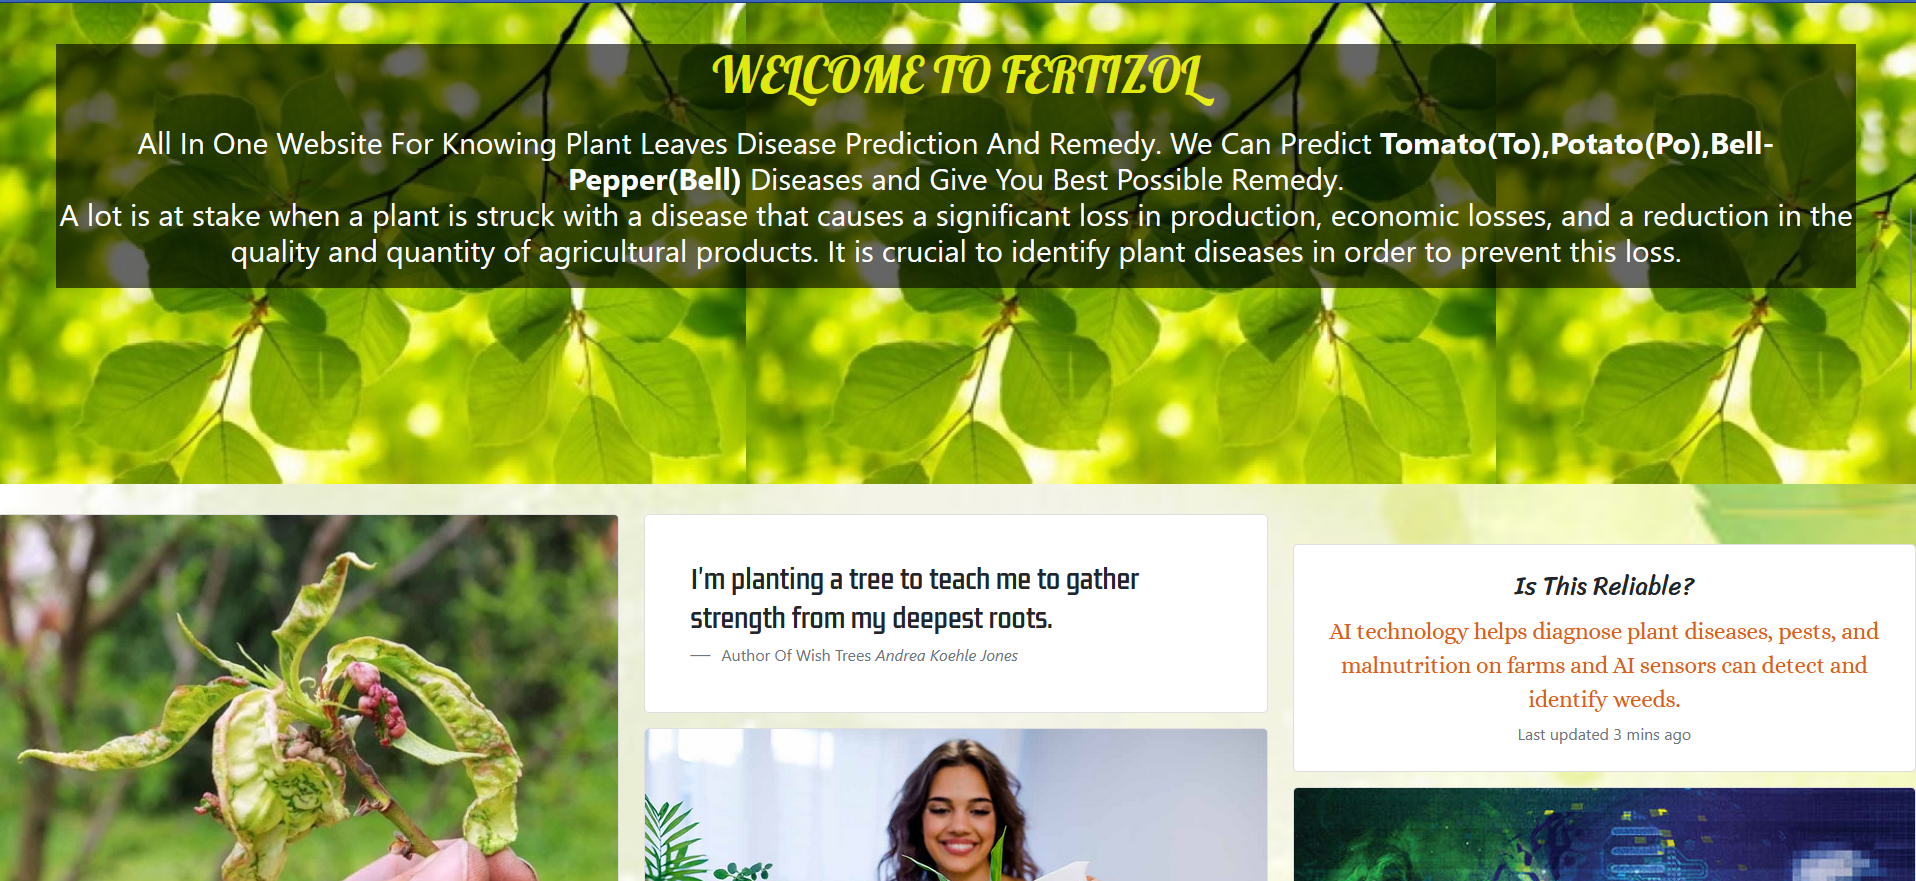 WELCOME TO FERTIZOL
All In One Website For Knowing Plant Leaves Disease Prediction And Remedy. We Can Predict Tomato(To),Potato(Po),Bell-
Pepper(Bell) Diseases and Give You Best Possible Remedy.
A lot is at stake when a plant is struck with a disease that causes a significant loss in production, economic losses, and a reduction in the
quality and quantity of agricultural products. It is crucial to identify plant diseases in order to prevent this loss.
I'm planting a tree to teach me to gather
strength from my deepest roots.
— Author Of Wish Trees Andrea Koehle Jones
Is This Reliable?
AI technology helps diagnose plant diseases, pests, and
malnutrition on farms and AI sensors can detect and
identify weeds.
Last updated 3 mins ago